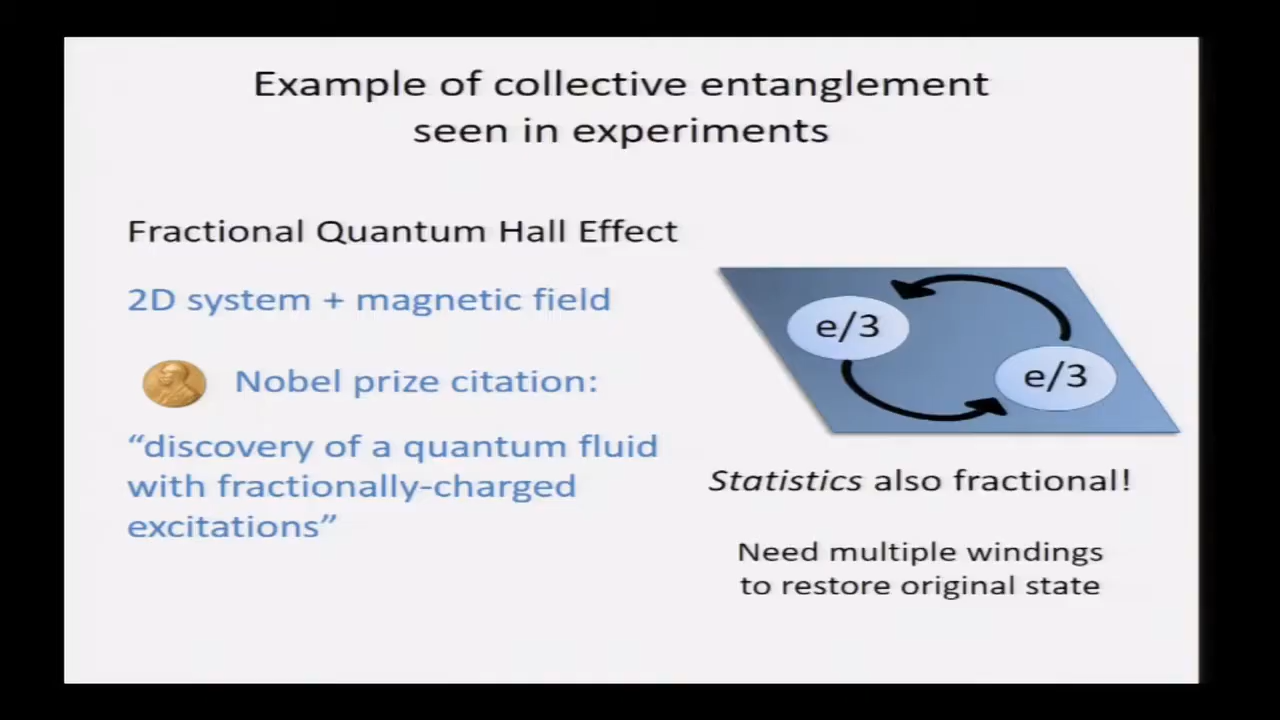 Example of collective entanglement
seen in experiments
Fractional Quantum Hall Effect
2D system + magnetic field
Nobel prize citation:
“discovery of a quantum fluid
with fractionally-charged
excitations”
e/3
e/3
Statistics also fractional!
Need multiple windings
to restore original state